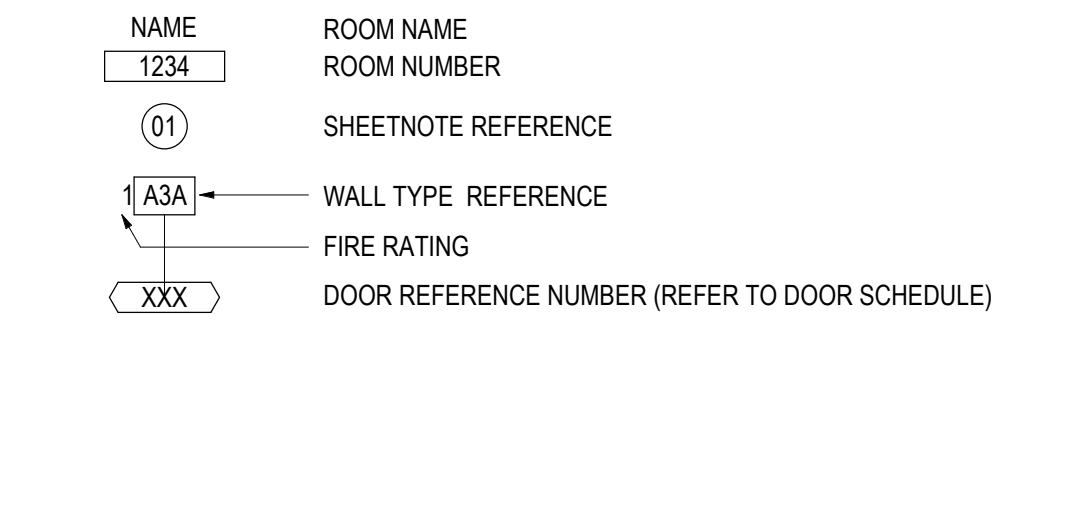 NAME ROOM NAME
1234 ROOM NUMBER
01 SHEETNOTE REFERENCE
1 A3A WALL TYPE REFERENCE
FIRE RATING
XXX DOOR REFERENCE NUMBER (REFER TO DOOR SCHEDULE)